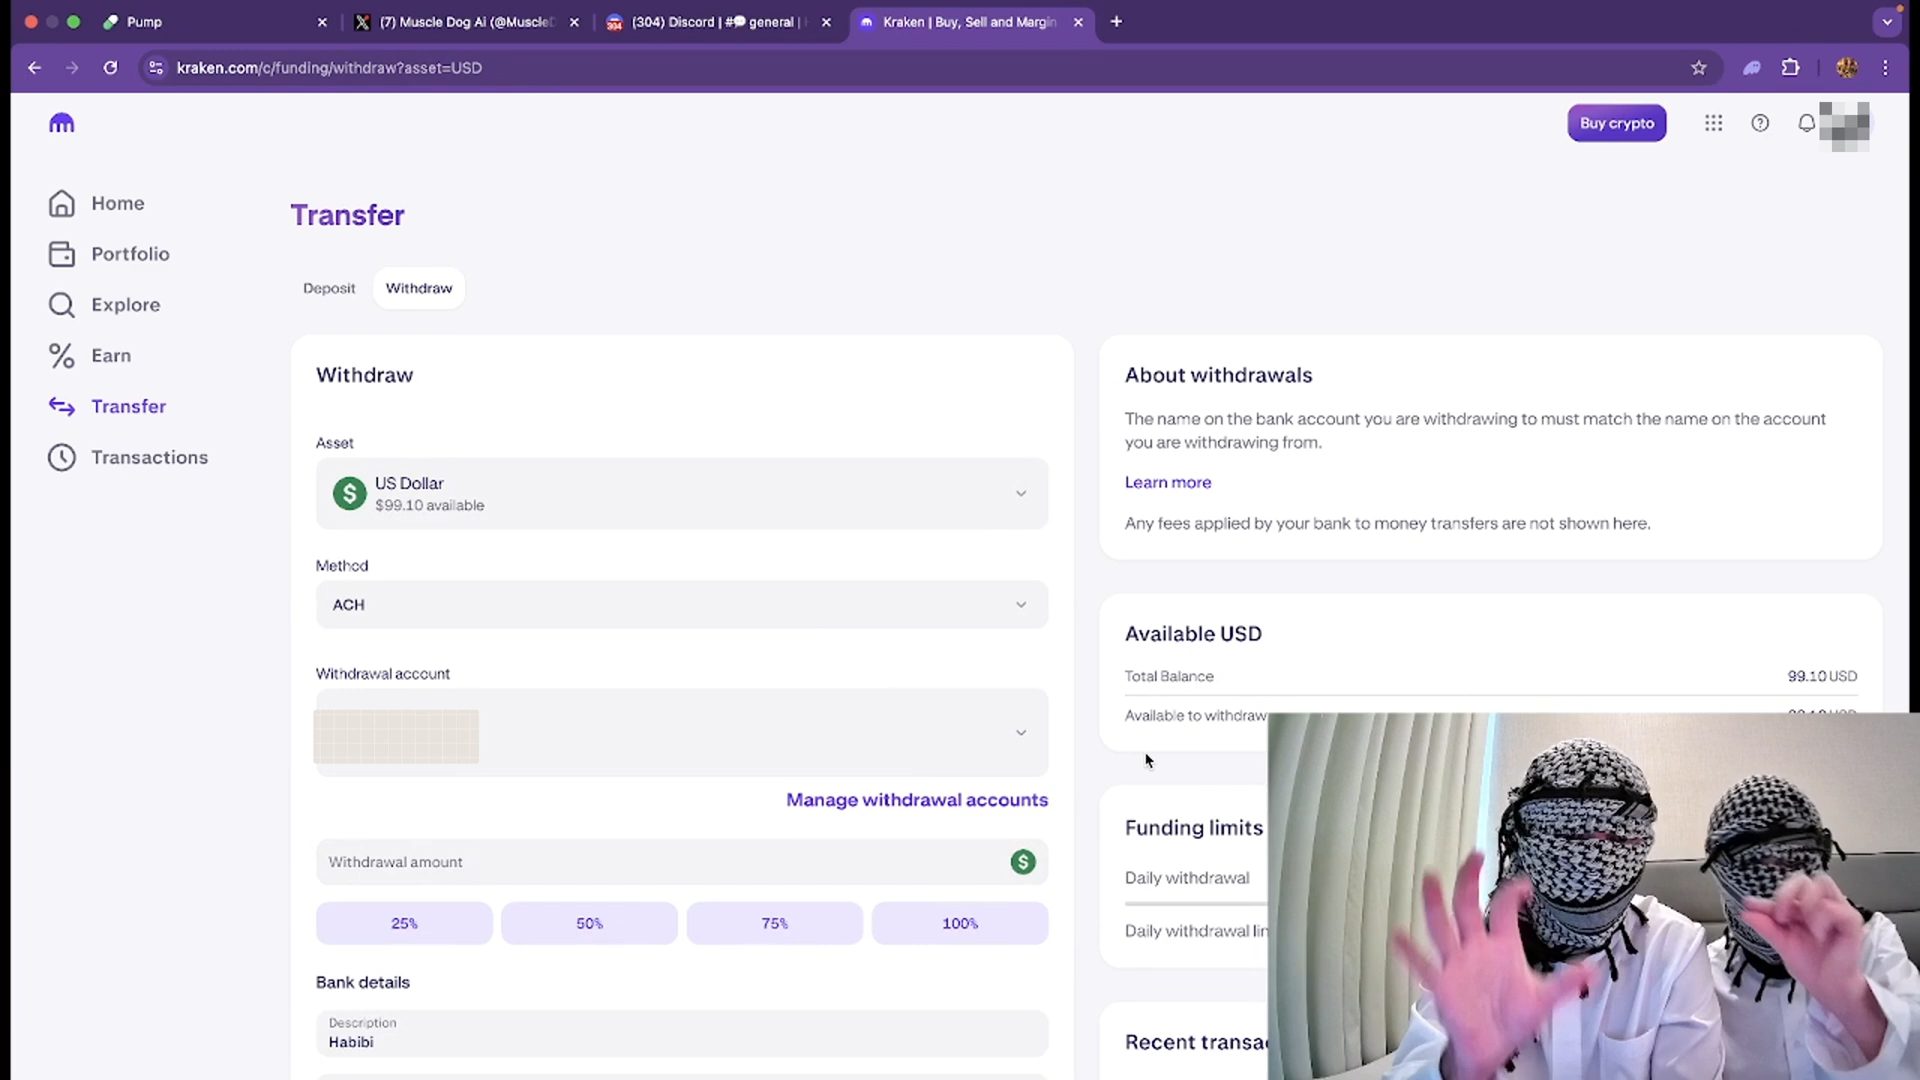 Pump
(7) Muscle Dog Ai (@Muscle
304
(304) Discord | #💬 general |
Kraken | Buy, Sell and Margin
kraken.com/c/funding/withdraw?asset=USD
Buy crypto
Home
Portfolio
Explore
Earn
Transfer
Transactions
Transfer
Deposit
Withdraw
Withdraw
Asset
US Dollar
$99.10 available
Method
ACH
Withdrawal account
Manage withdrawal accounts
Withdrawal amount
25%
50%
75%
100%
Bank details
Description
Habibi
About withdrawals
The name on the bank account you are withdrawing to must match the name on the account
you are withdrawing from.
Learn more
Any fees applied by your bank to money transfers are not shown here.
Available USD
Total Balance
99.10 USD
Available to withdraw
Funding limits
Daily withdrawal
Daily withdrawal lin
Recent transa